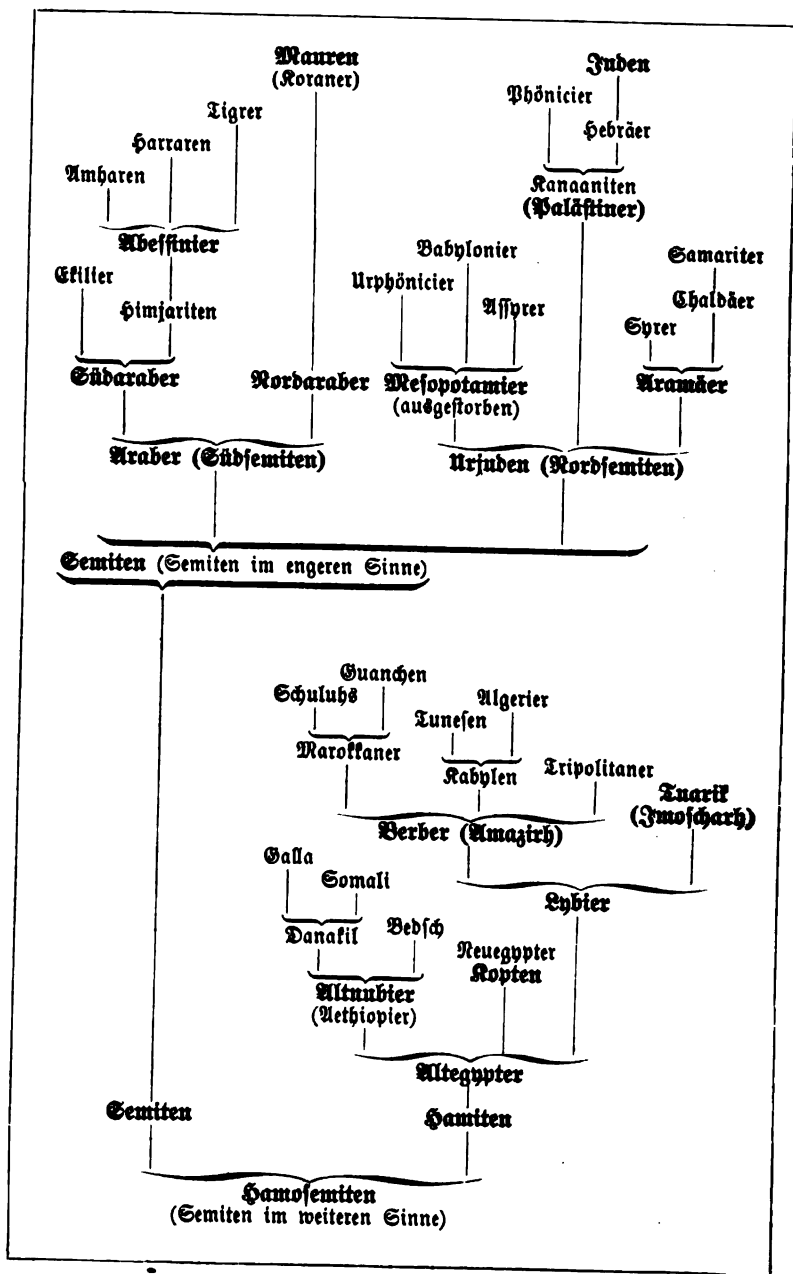 Mauren
(Koraner)
Juden
Phönicier
Tigrer
Hebräer
Harraren
Amharen
Kanaaniten
(Palästiner)
Abessinier
Babylonier
Samariter
Ekilier
Urphönicier
Chaldäer
Himjariten
Assyrer
Syrer
Südaraber
Nordaraber
Mesopotamier
(ausgestorben)
Aramäer
Araber (Südsemiten)
Urjuden (Nordsemiten)
Semiten (Semiten im engeren Sinne)
Guanchen
Schuluhs
Algerier
Tunesen
Marokkaner
Kabylen
Tripolitaner
Tuarik
(Imoscharh)
Berber (Amazirh)
Galla
Somali
Lybier
Danakil
Bedsch
Neuegypter
Kopten
Altnubier
(Aethiopier)
Altegypter
Semiten
Hamiten
Hamosemiten
(Semiten im weiteren Sinne)